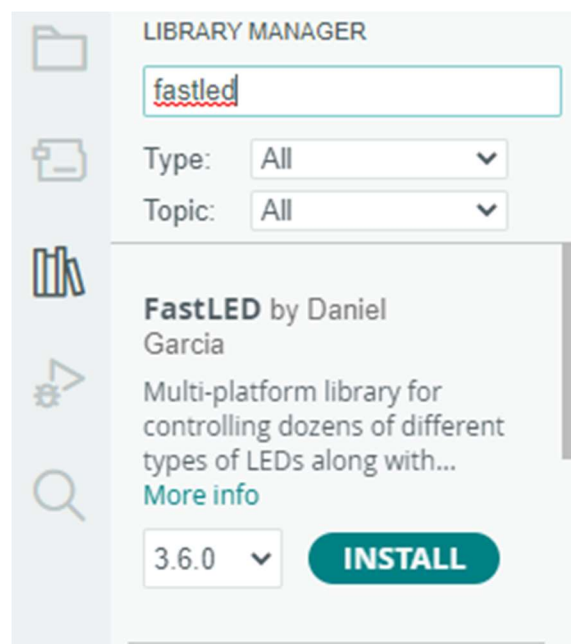 LIBRARY MANAGER
fastled
Type: All
Topic: All
FastLED by Daniel
Garcia
Multi-platform library for
controlling dozens of different
types of LEDs along with...
More info
3.6.0 INSTALL